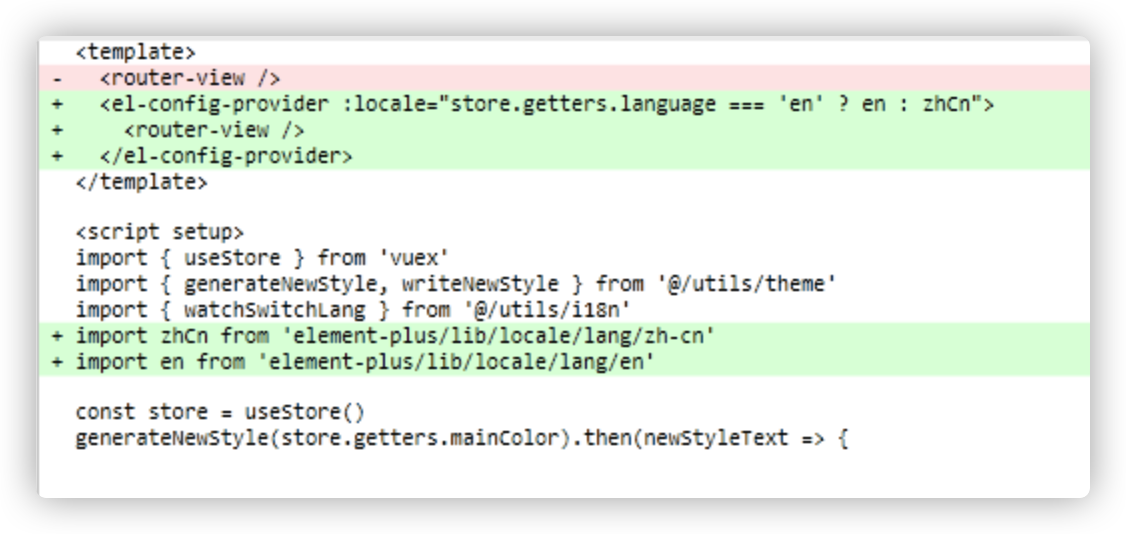 <template>
-   <router-view />
+   <el-config-provider :locale="store.getters.language === 'en' ? en : zhCn">
+     <router-view />
+   </el-config-provider>
</template>
<script setup>
import { useStore } from 'vuex'
import { generateNewStyle, writeNewStyle } from '@/utils/theme'
import { watchSwitchLang } from '@/utils/i18n'
+ import zhCn from 'element-plus/lib/locale/lang/zh-cn'
+ import en from 'element-plus/lib/locale/lang/en'
const store = useStore()
generateNewStyle(store.getters.mainColor).then(newStyleText => {